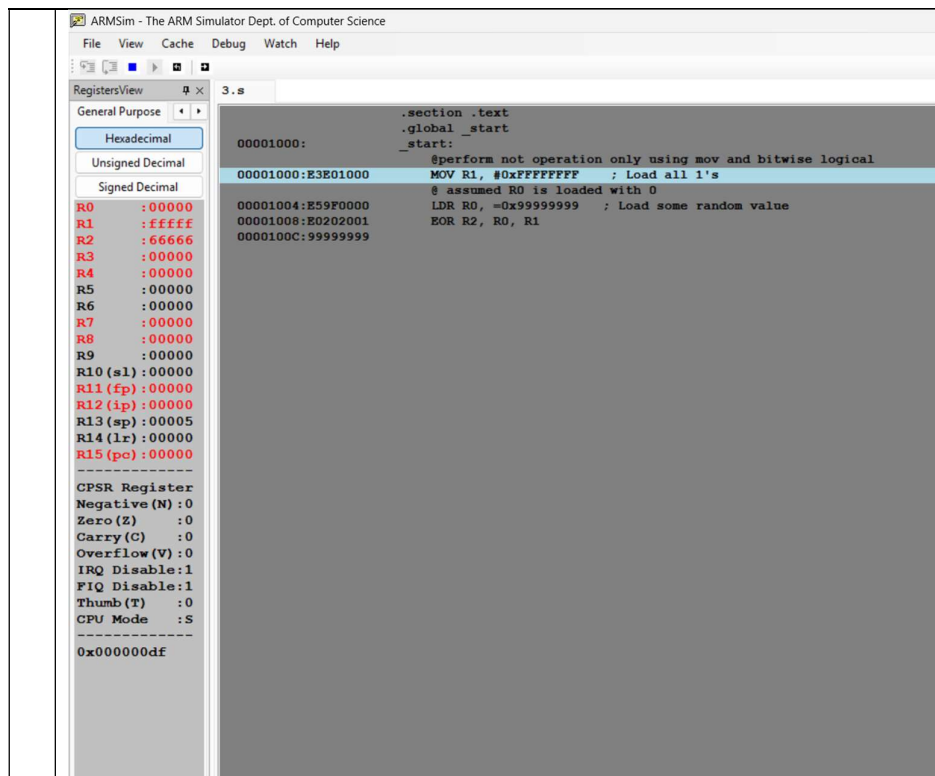 ARMSim - The ARM Simulator Dept. of Computer Science
File View Cache Debug Watch Help
RegistersView
3.s
General Purpose
Hexadecimal
Unsigned Decimal
Signed Decimal
R0 :00000
R1 :fffff
R2 :66666
R3 :00000
R4 :00000
R5 :00000
R6 :00000
R7 :00000
R8 :00000
R9 :00000
R10(sl):00000
R11(fp):00000
R12(ip):00000
R13(sp):00005
R14(lr):00000
R15(pc):00000
-------------
CPSR Register
Negative(N):0
Zero(Z) :0
Carry(C) :0
Overflow(V):0
IRQ Disable:1
FIQ Disable:1
Thumb(T) :0
CPU Mode :S
-------------
0x000000df
.section .text
.global _start
00001000: _start:
@perform not operation only using mov and bitwise logical
00001000:E3E01000 MOV R1, #0xFFFFFFFF ; Load all 1's
@ assumed R0 is loaded with 0
00001004:E59F0000 LDR R0, =0x99999999 ; Load some random value
00001008:E0202001 EOR R2, R0, R1
0000100C:99999999